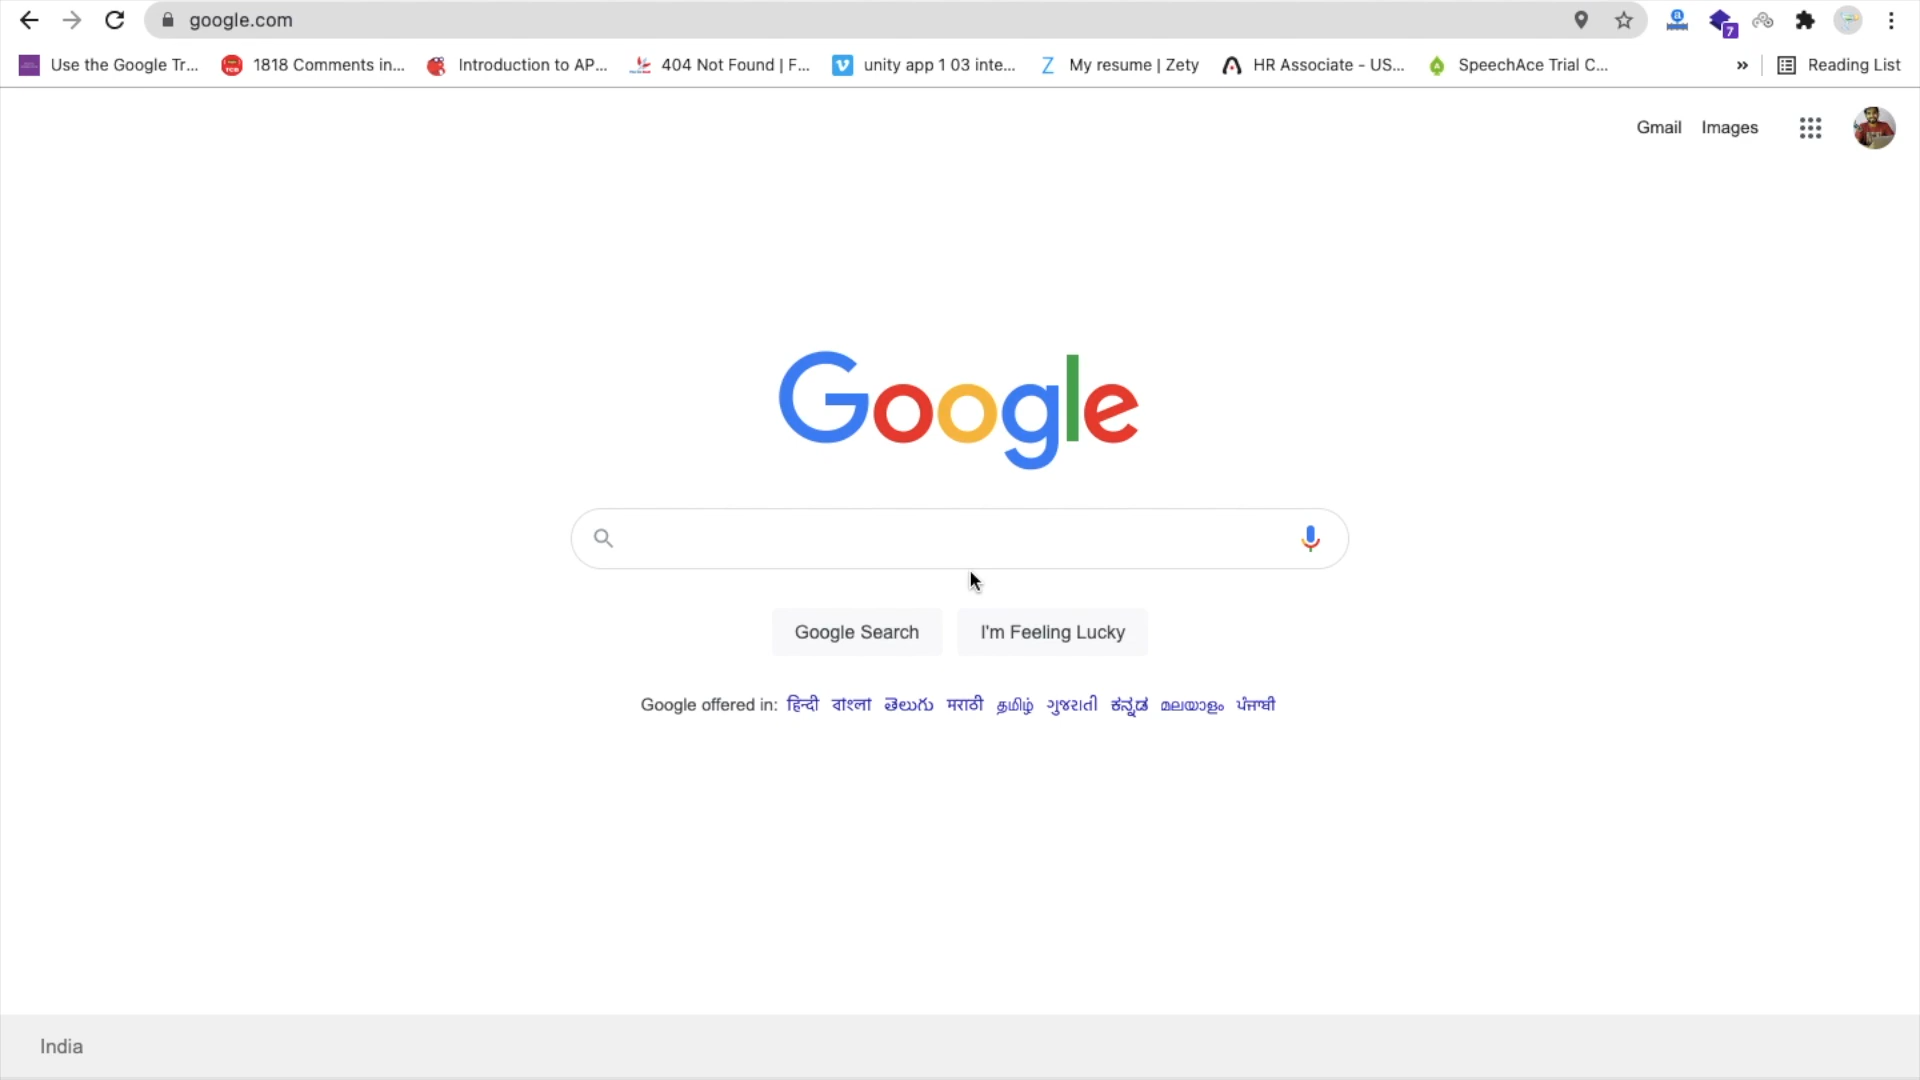 google.com
7
Use the Google Tr... 1818 Comments in... Introduction to AP... 404 Not Found | F... unity app 1 03 inte... My resume | Zety HR Associate - US... SpeechAce Trial C... » Reading List
Gmail Images
Google
Google Search I'm Feeling Lucky
Google offered in: हिन्दी বাংলা తెలుగు मराठी தமிழ் ગુજરાતી ಕನ್ನಡ മലയാളം ਪੰਜਾਬੀ
India